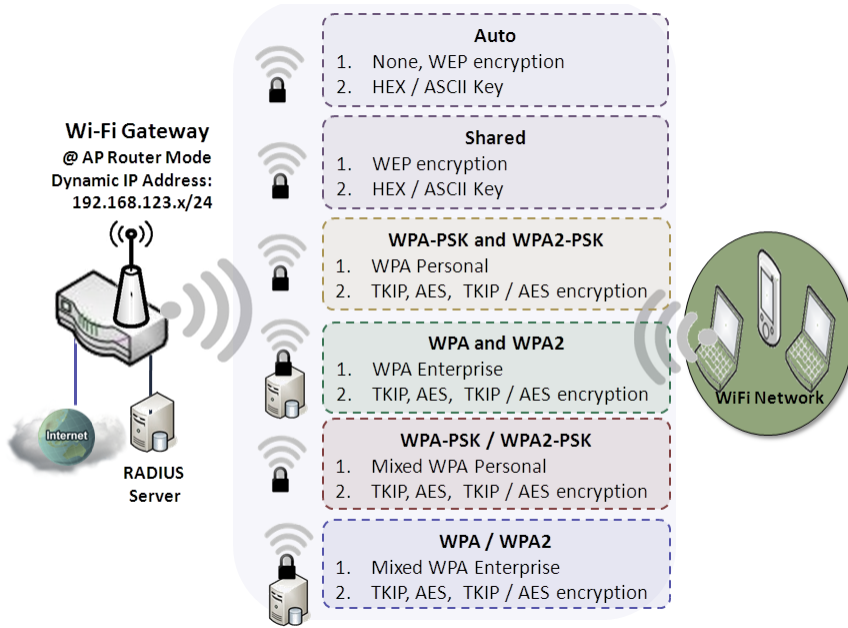 Wi-Fi Gateway
@ AP Router Mode
Dynamic IP Address:
192.168.123.x/24
Internet
RADIUS
Server
Auto
1. None, WEP encryption
2. HEX / ASCII Key
Shared
1. WEP encryption
2. HEX / ASCII Key
WPA-PSK and WPA2-PSK
1. WPA Personal
2. TKIP, AES, TKIP / AES encryption
WPA and WPA2
1. WPA Enterprise
2. TKIP, AES, TKIP / AES encryption
WPA-PSK / WPA2-PSK
1. Mixed WPA Personal
2. TKIP, AES, TKIP / AES encryption
WPA / WPA2
1. Mixed WPA Enterprise
2. TKIP, AES, TKIP / AES encryption
WiFi Network